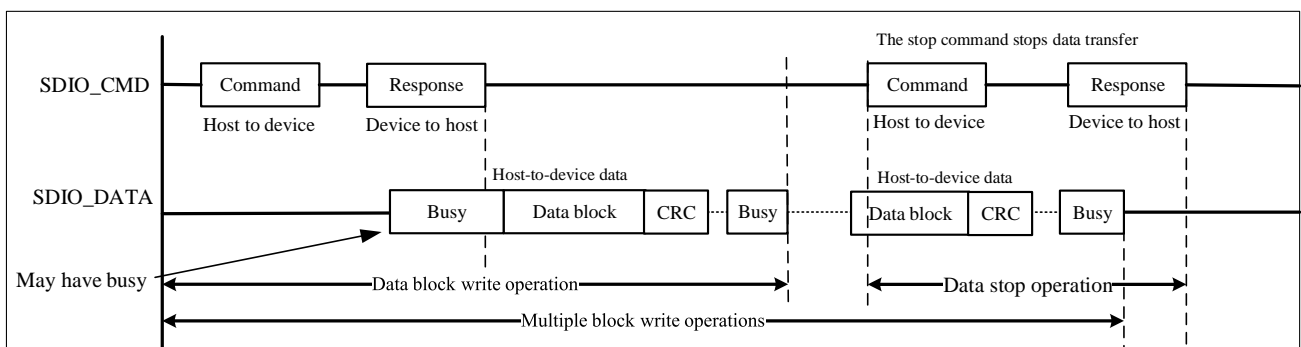 The stop command stops data transfer
SDIO_CMD
Command
Response
Command
Response
Host to device
Device to host
Host to device
Device to host
Host-to-device data
Host-to-device data
SDIO_DATA
Busy
Data block
CRC
Busy
Data block
CRC
Busy
May have busy
Data block write operation
Data stop operation
Multiple block write operations